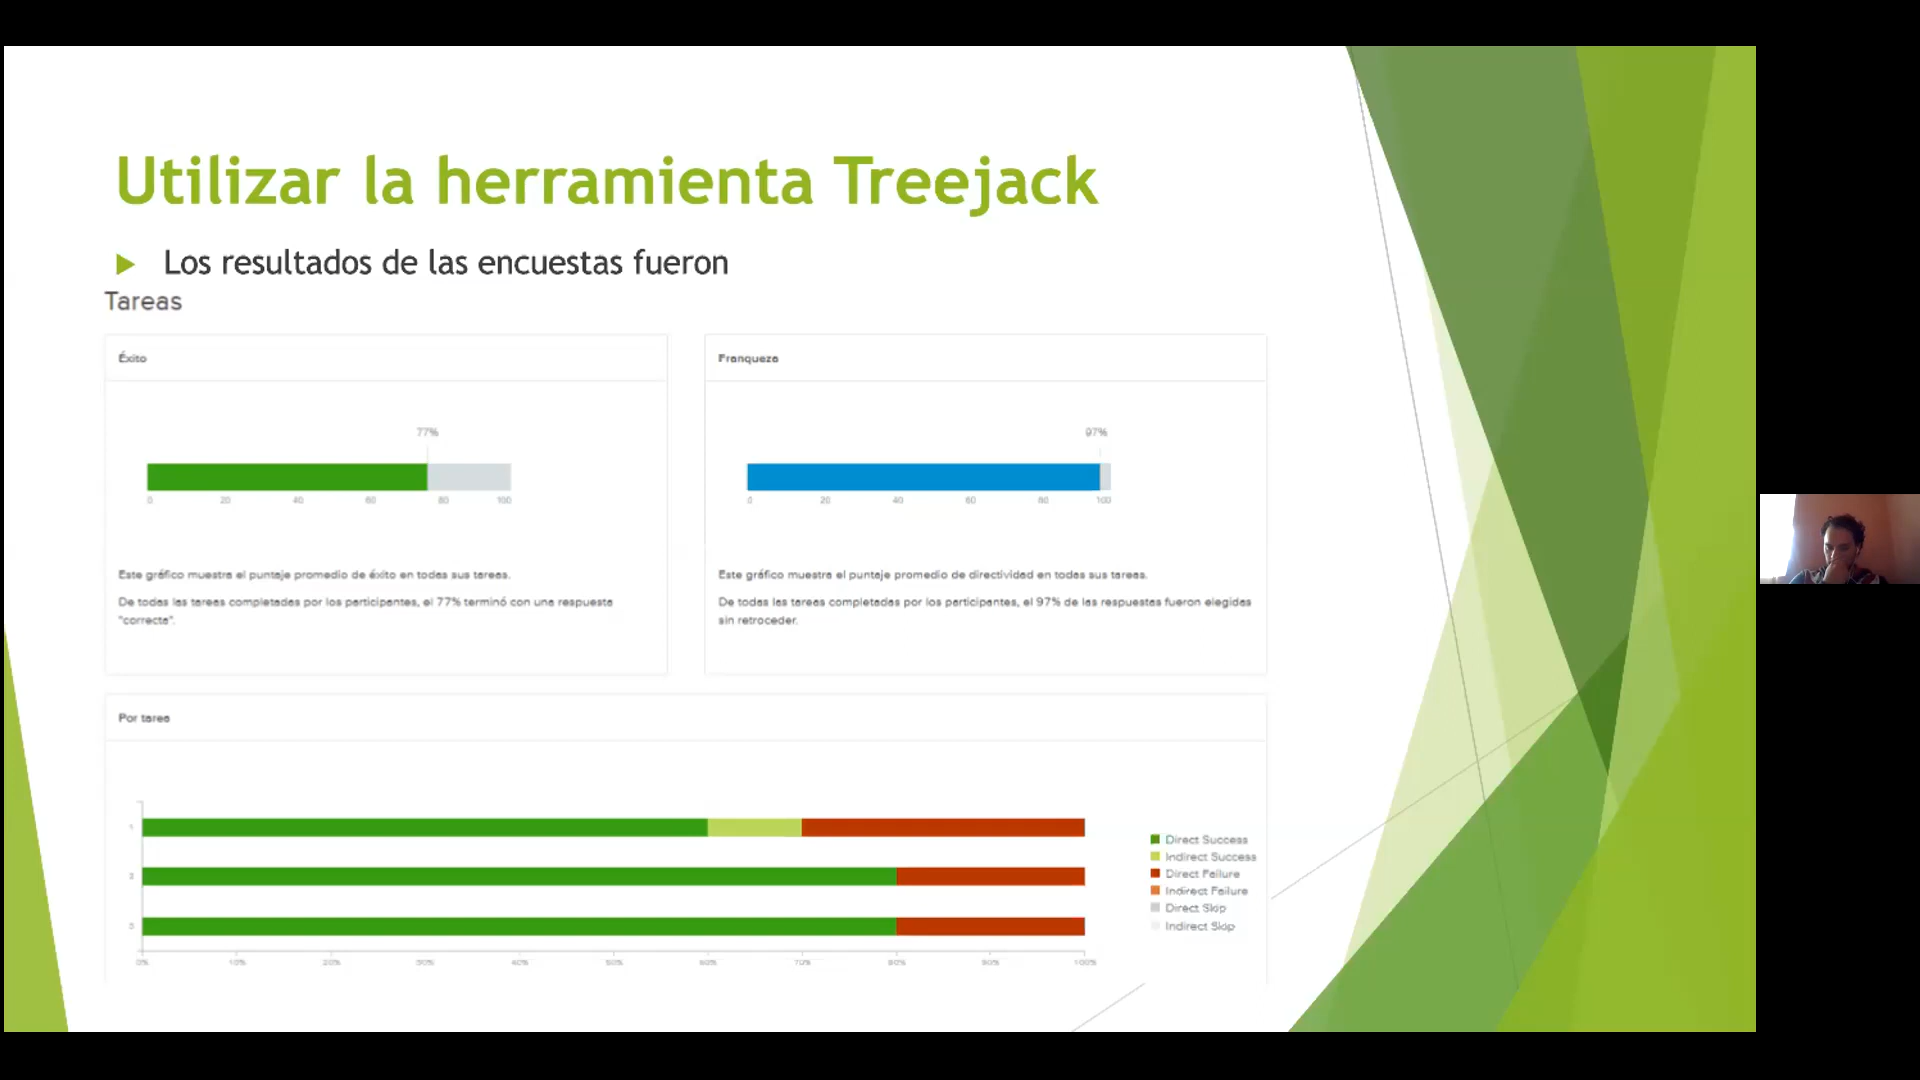 Utilizar la herramienta Treejack
Los resultados de las encuestas fueron
Tareas
Éxito
77%
0 20 40 60 80 100
Este gráfico muestra el puntaje promedio de éxito en todas sus tareas.
De todas las tareas completadas por los participantes, el 77% terminó con una respuesta
"correcta".
Franqueza
97%
0 20 40 60 80 100
Este gráfico muestra el puntaje promedio de directividad en todas sus tareas.
De todas las tareas completadas por los participantes, el 97% de las respuestas fueron elegidas
sin retroceder.
Por tarea
1
2
3
0% 10% 20% 30% 40% 50% 60% 70% 80% 90% 100%
Direct Success
Indirect Success
Direct Failure
Indirect Failure
Direct Skip
Indirect Skip